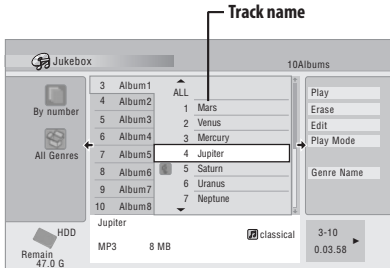 Track name
Jukebox
10Albums
By number
All Genres
3 Album1
4 Album2
5 Album3
6 Album4
7 Album5
8 Album6
9 Album7
10 Album8
ALL
1 Mars
2 Venus
3 Mercury
4 Jupiter
5 Saturn
6 Uranus
7 Neptune
Play
Erase
Edit
Play Mode
Genre Name
HDD
Remain
47.0 G
Jupiter
MP3 8 MB
classical
3-10
0.03.58